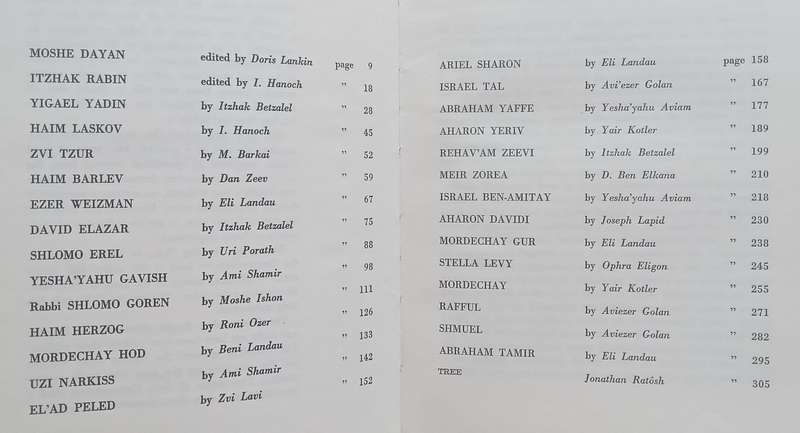 MOSHE DAYAN edited by Doris Lankin page 9
ITZHAK RABIN edited by I. Hanoch " 18
YIGAEL YADIN by Itzhak Betzalel " 28
HAIM LASKOV by I. Hanoch " 45
ZVI TZUR by M. Barkai " 52
HAIM BARLEV by Dan Zeev " 59
EZER WEIZMAN by Eli Landau " 67
DAVID ELAZAR by Itzhak Betzalel " 75
SHLOMO EREL by Uri Porath " 88
YESHA'YAHU GAVISH by Ami Shamir " 98
Rabbi SHLOMO GOREN by Moshe Ishon " 111
HAIM HERZOG by Roni Ozer " 126
MORDECHAY HOD by Beni Landau " 133
UZI NARKISS by Ami Shamir " 142
EL'AD PELED by Zvi Lavi " 152
ARIEL SHARON by Eli Landau page 158
ISRAEL TAL by Avi'ezer Golan " 167
ABRAHAM YAFFE by Yesha'yahu Aviam " 177
AHARON YERIV by Yair Kotler " 189
REHAV'AM ZEEVI by Itzhak Betzalel " 199
MEIR ZOREA by D. Ben Elkana " 210
ISRAEL BEN-AMITAY by Yesha'yahu Aviam " 218
AHARON DAVIDI by Joseph Lapid " 230
MORDECHAY GUR by Eli Landau " 238
STELLA LEVY by Ophra Eligon " 245
MORDECHAY by Yair Kotler " 255
RAFFUL by Aviezer Golan " 271
SHMUEL by Aviezer Golan " 282
ABRAHAM TAMIR by Eli Landau " 295
TREE Jonathan Ratôsh " 305